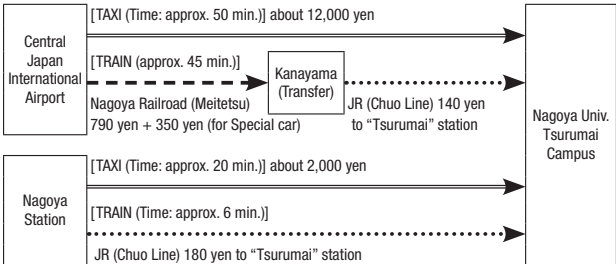 [TAXI (Time: approx. 50 min.)] about 12,000 yen
Central
Japan
International
Airport
[TRAIN (approx. 45 min.)]
Kanayama
(Transfer)
Nagoya Railroad (Meitetsu)
790 yen + 350 yen (for Special car)
JR (Chuo Line) 140 yen
to “Tsurumai” station
Nagoya Univ.
Tsurumai
Campus
[TAXI (Time: approx. 20 min.)] about 2,000 yen
Nagoya
Station
[TRAIN (Time: approx. 6 min.)]
JR (Chuo Line) 180 yen to “Tsurumai” station